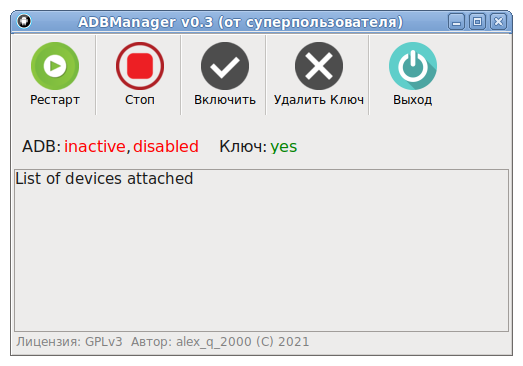 ADBManager v0.3 (от суперпользователя)
Рестарт Стоп Включить Удалить Ключ Выход
ADB: inactive, disabled Ключ: yes
List of devices attached
Лицензия: GPLv3 Автор: alex_q_2000 (C) 2021